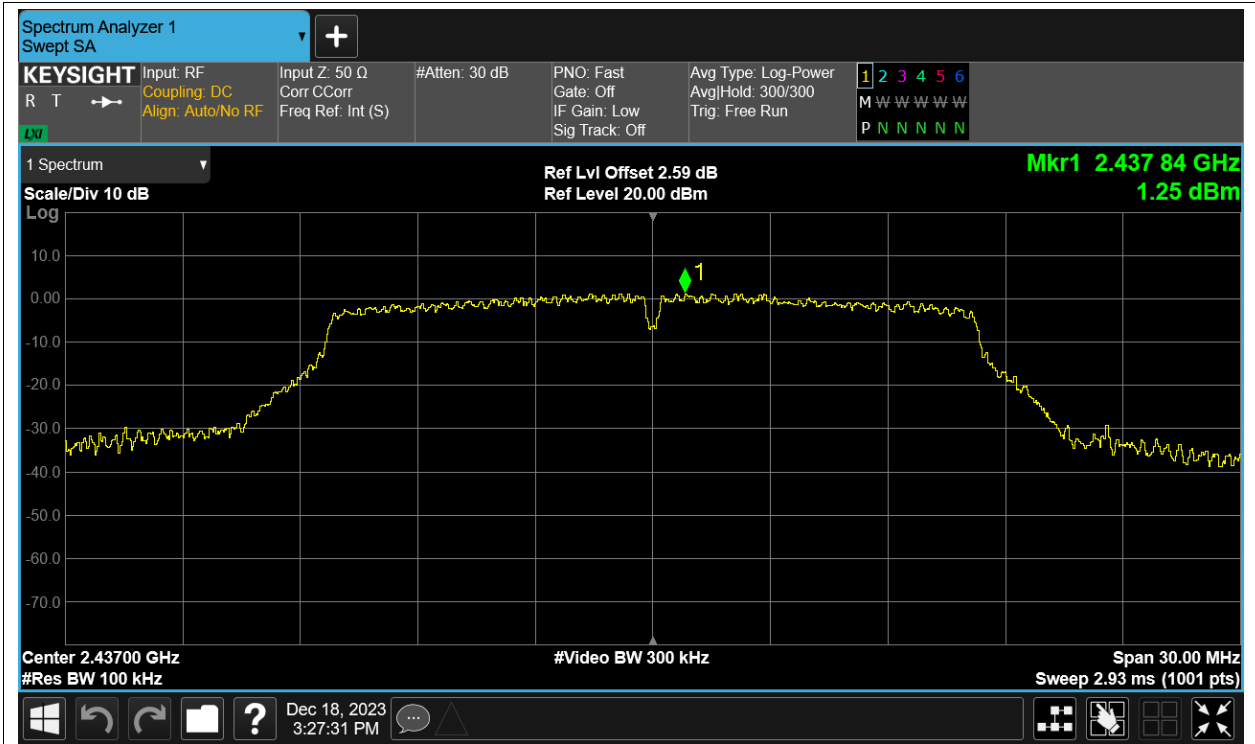 Spectrum Analyzer 1
Swept SA
KEYSIGHT
R T
LXI
Input: RF
Coupling: DC
Align: Auto/No RF
Input Z: 50 Ω
Corr CCorr
Freq Ref: Int (S)
#Atten: 30 dB
PNO: Fast
Gate: Off
IF Gain: Low
Sig Track: Off
Avg Type: Log-Power
Avg|Hold: 300/300
Trig: Free Run
1 2 3 4 5 6
M W W W W W W
P N N N N N
1 Spectrum
Scale/Div 10 dB
Log
Ref Lvl Offset 2.59 dB
Ref Level 20.00 dBm
Mkr1 2.437 84 GHz
1.25 dBm
1
10.0
0.00
-10.0
-20.0
-30.0
-40.0
-50.0
-60.0
-70.0
Center 2.43700 GHz
#Video BW 300 kHz
Span 30.00 MHz
#Res BW 100 kHz
Sweep 2.93 ms (1001 pts)
?
Dec 18, 2023
3:27:31 PM